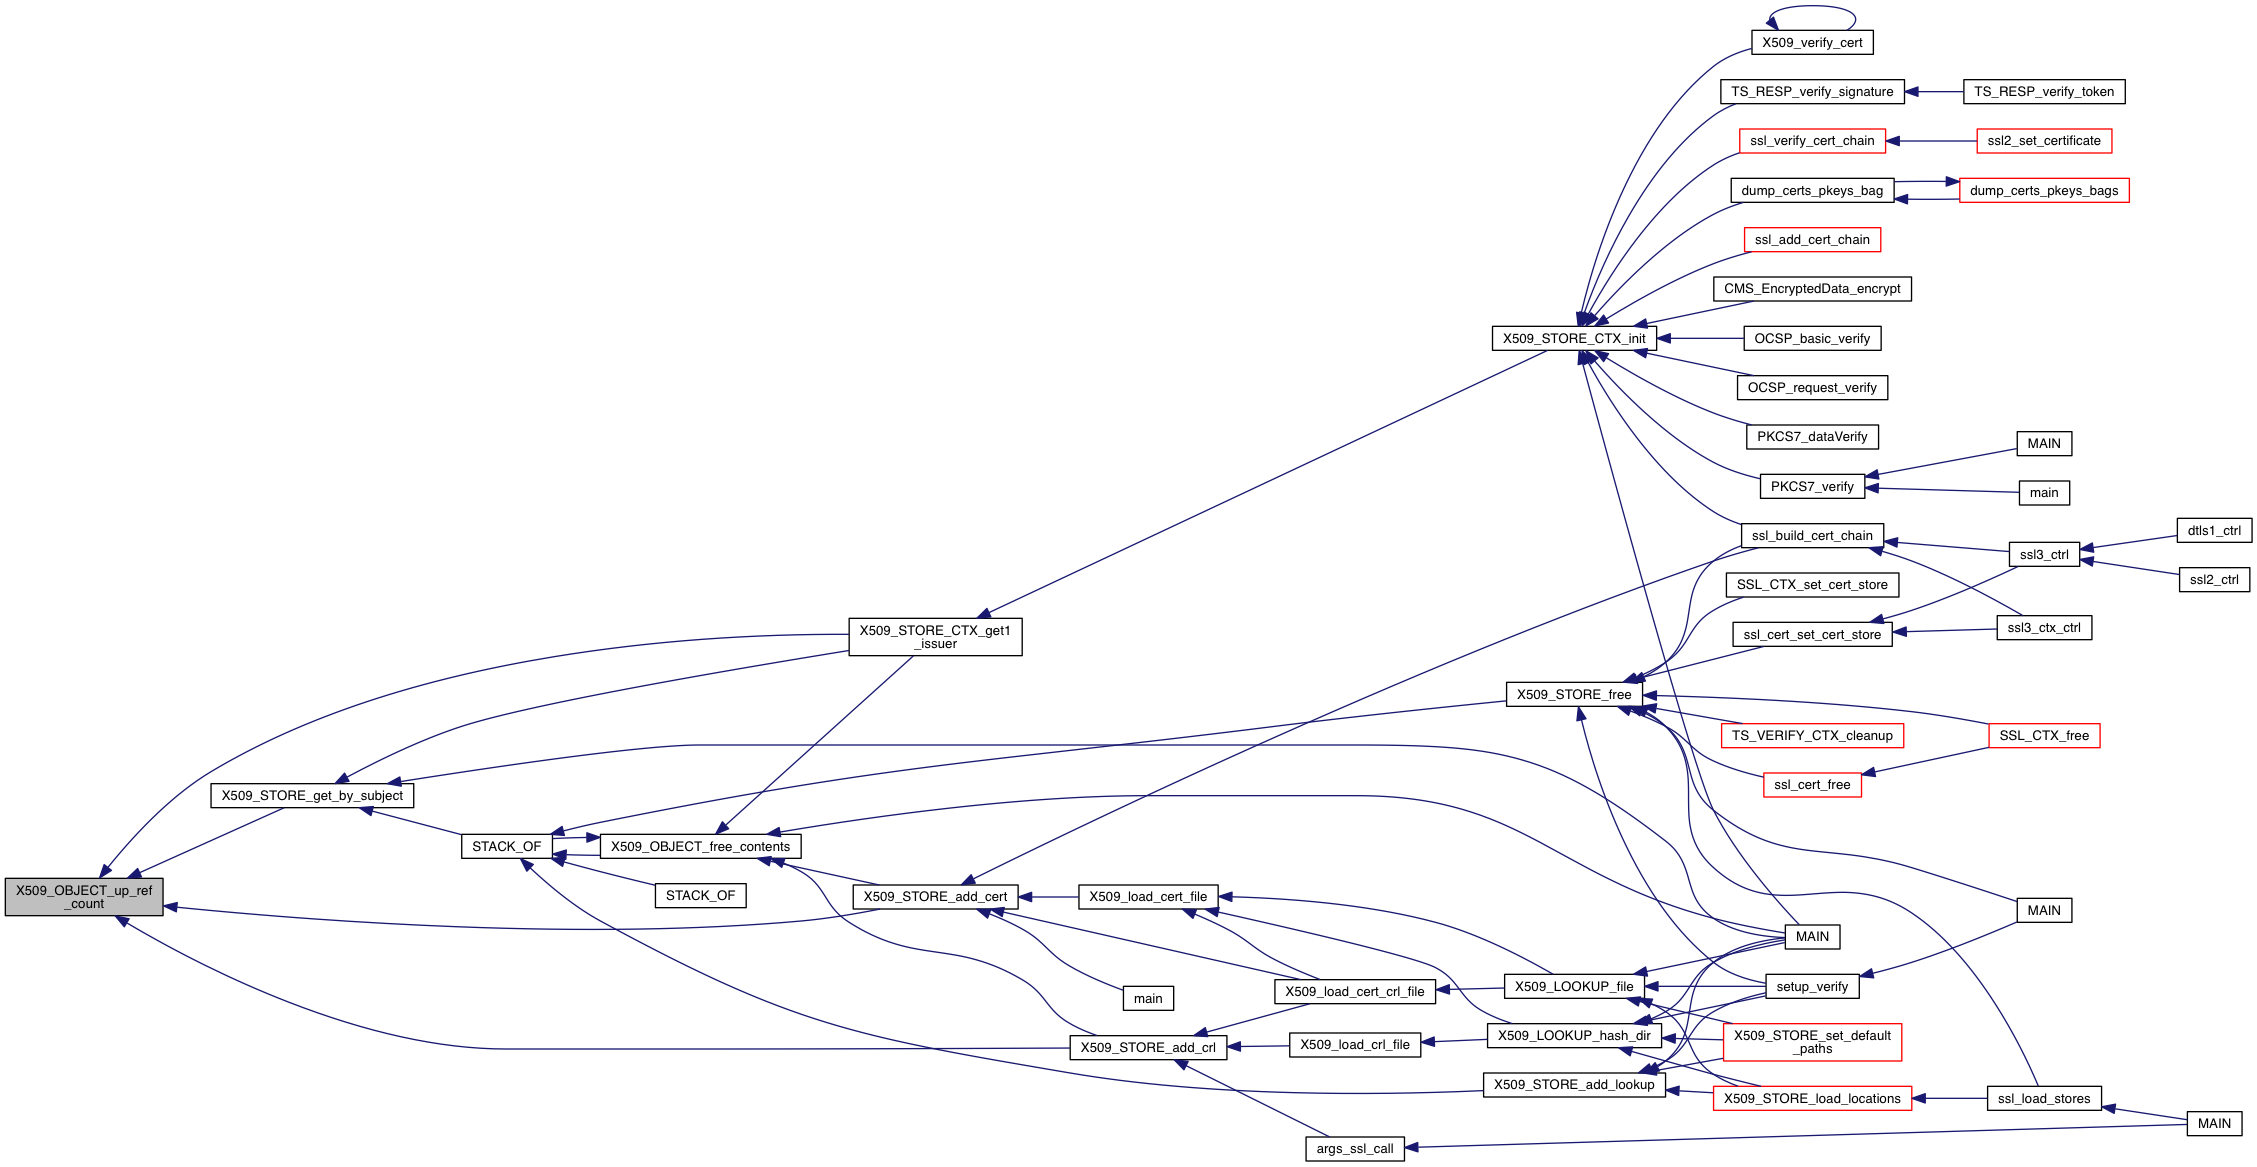 X509_verify_cert
TS_RESP_verify_signature
TS_RESP_verify_token
ssl_verify_cert_chain
ssl2_set_certificate
dump_certs_pkeys_bag
dump_certs_pkeys_bags
ssl_add_cert_chain
CMS_EncryptedData_encrypt
X509_STORE_CTX_init
OCSP_basic_verify
OCSP_request_verify
PKCS7_dataVerify
MAIN
PKCS7_verify
main
ssl_build_cert_chain
dtls1_ctrl
ssl3_ctrl
ssl2_ctrl
SSL_CTX_set_cert_store
X509_STORE_CTX_get1
_issuer
ssl_cert_set_cert_store
ssl3_ctx_ctrl
X509_STORE_free
TS_VERIFY_CTX_cleanup
SSL_CTX_free
ssl_cert_free
X509_STORE_get_by_subject
STACK_OF
X509_OBJECT_free_contents
X509_OBJECT_up_ref
_count
STACK_OF
X509_STORE_add_cert
X509_load_cert_file
MAIN
MAIN
main
X509_load_cert_crl_file
X509_LOOKUP_file
setup_verify
X509_STORE_add_crl
X509_load_crl_file
X509_LOOKUP_hash_dir
X509_STORE_set_default
_paths
X509_STORE_add_lookup
X509_STORE_load_locations
ssl_load_stores
MAIN
args_ssl_call